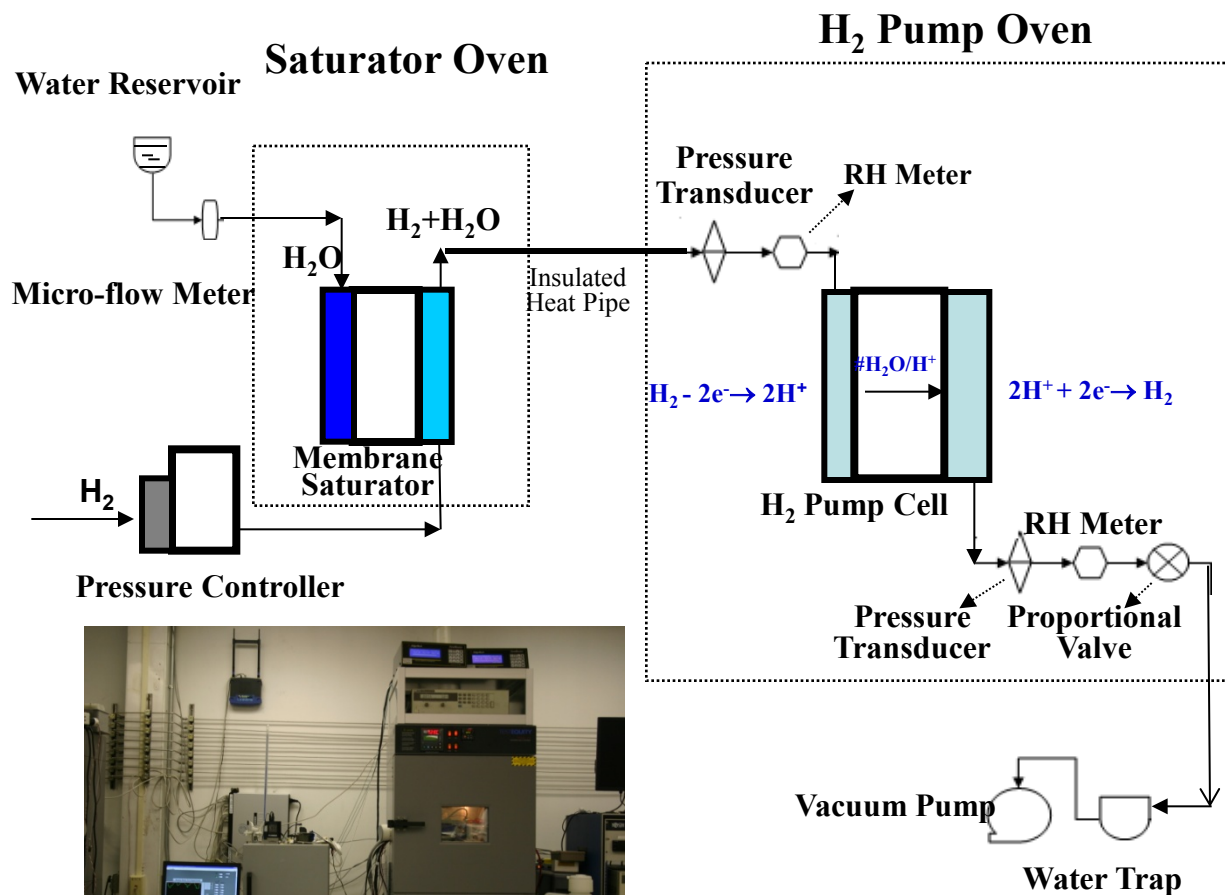 H₂ Pump Oven
Saturator Oven
Water Reservoir
Pressure
Transducer
RH Meter
H₂+H₂O
H₂O
Insulated
Heat Pipe
Micro-flow Meter
#H₂O/H⁺
H₂ - 2e⁻→ 2H⁺
2H⁺ + 2e⁻→ H₂
Membrane
Saturator
H₂
H₂ Pump Cell
RH Meter
Pressure Controller
Pressure
Transducer
Proportional
Valve
Vacuum Pump
Water Trap